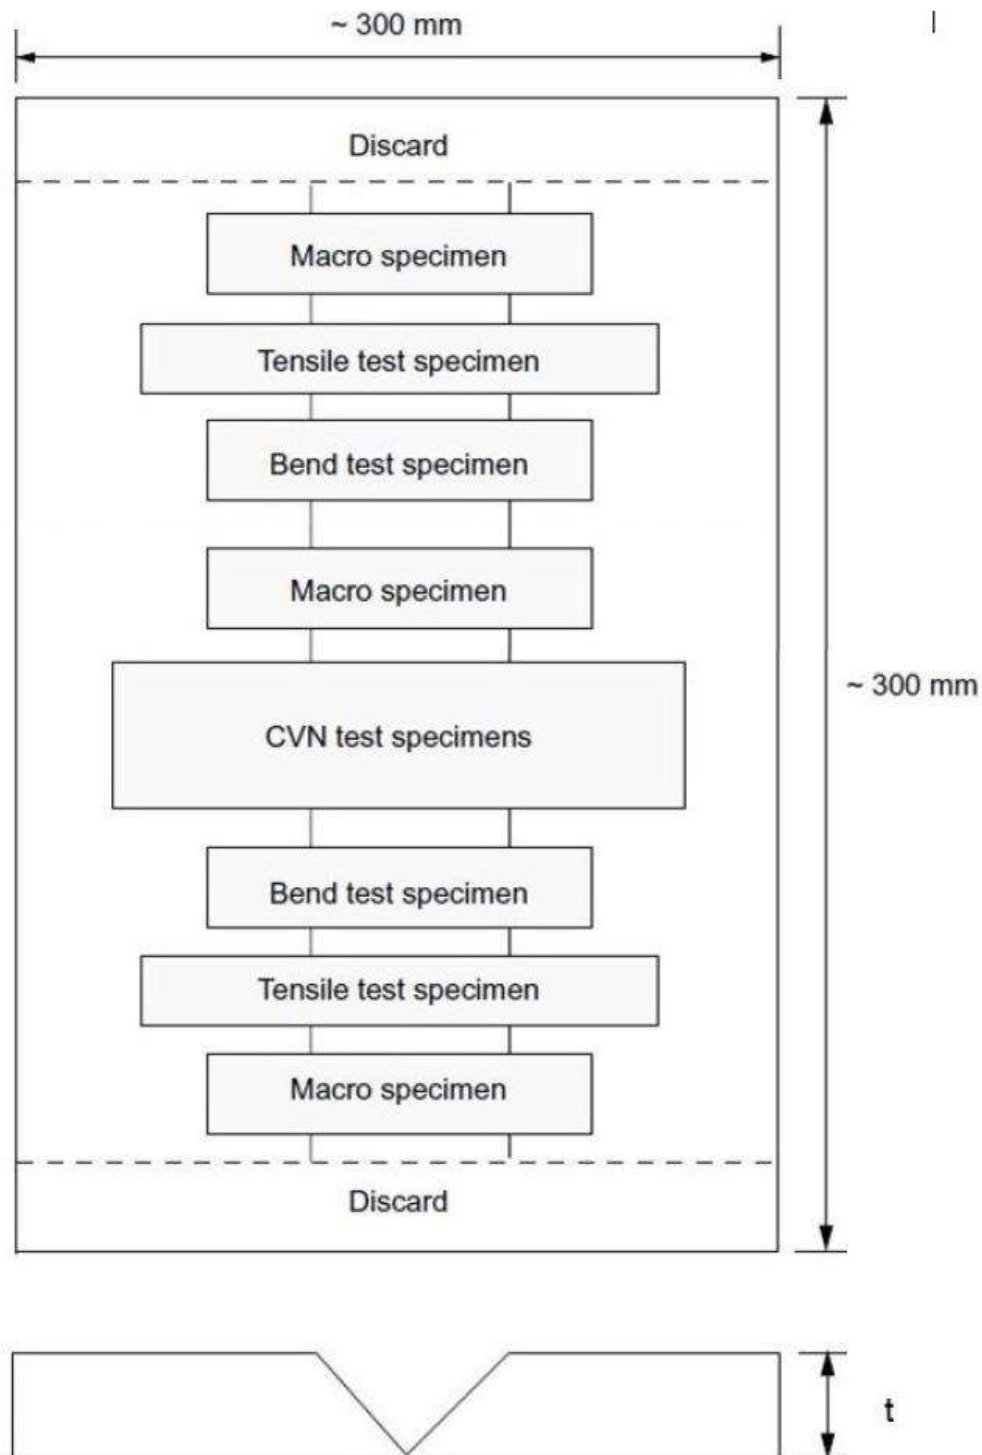 ~ 300 mm
Discard
Macro specimen
Tensile test specimen
Bend test specimen
Macro specimen
~ 300 mm
CVN test specimens
Bend test specimen
Tensile test specimen
Macro specimen
Discard
t